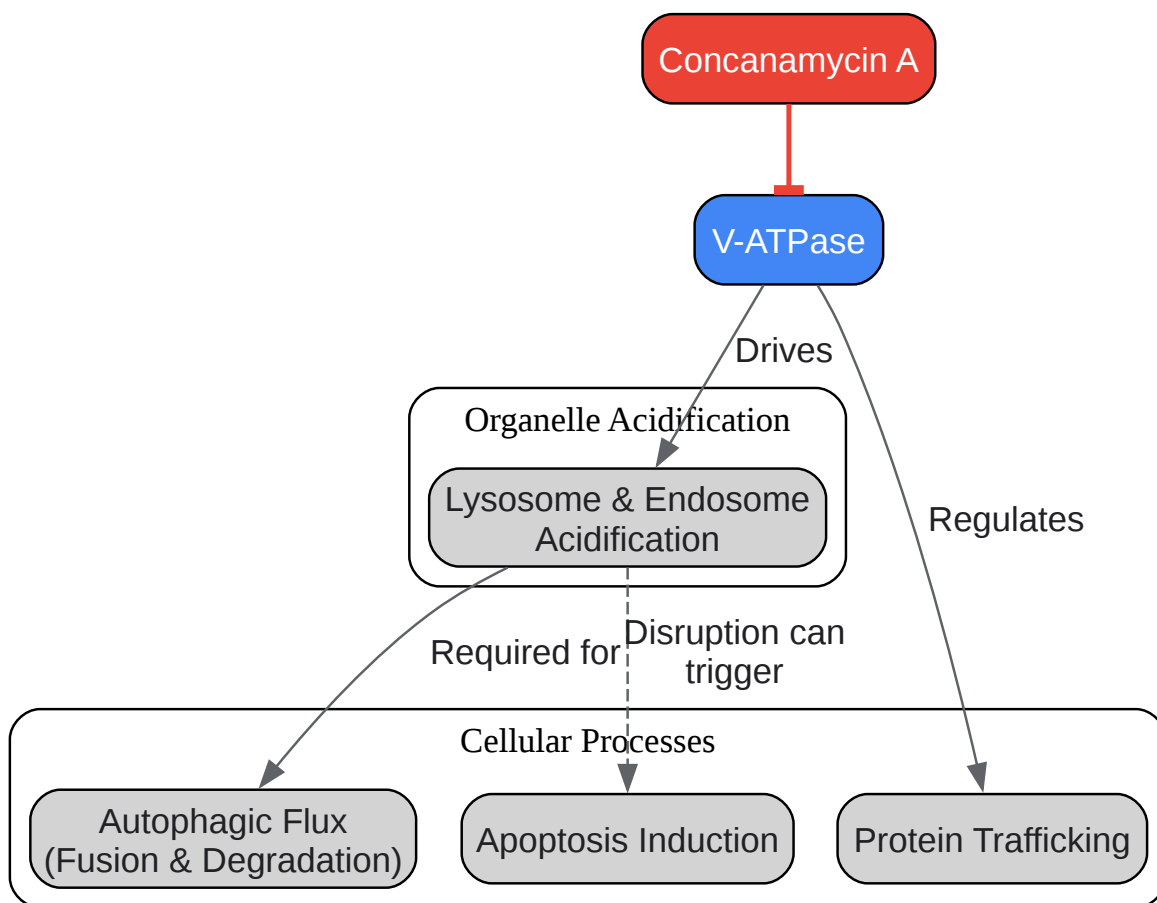 Concanamycin A
V-ATPase
Drives
Organelle Acidification
Lysosome & Endosome
Acidification
Regulates
Required for
Disruption can
trigger
Cellular Processes
Autophagic Flux
(Fusion & Degradation)
Apoptosis Induction
Protein Trafficking